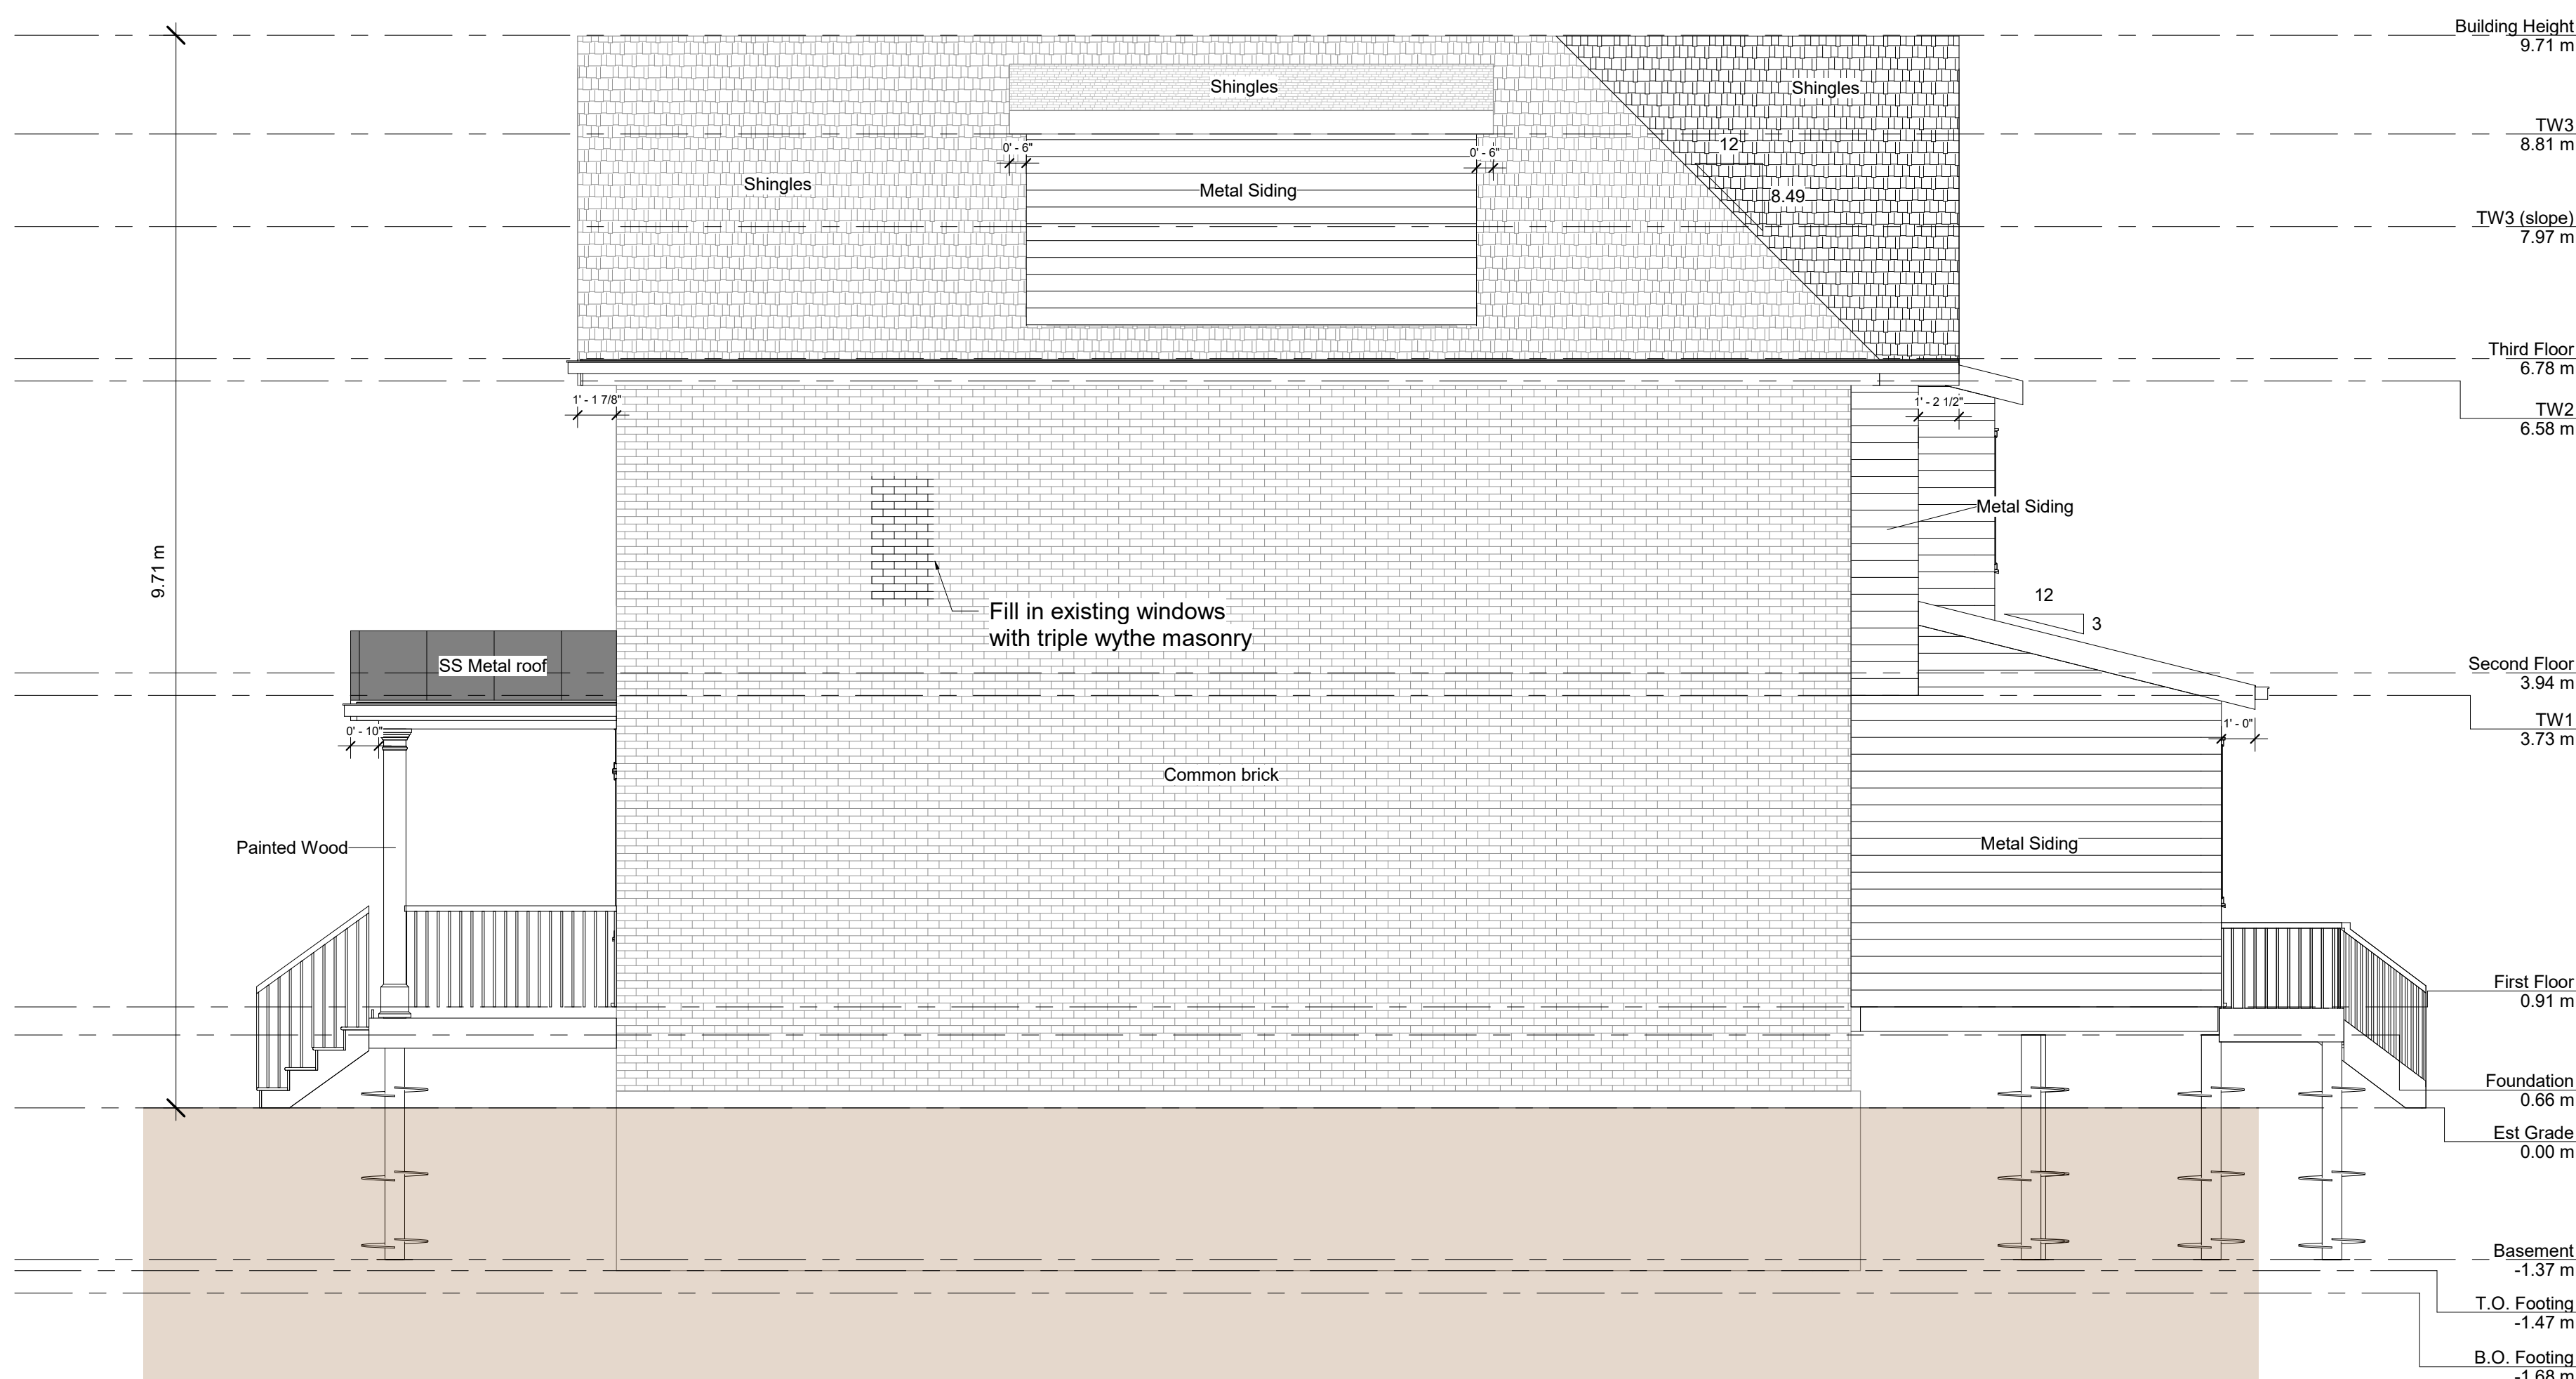 Building Height
9.71 m
Shingles
Shingles
TW3
8.81 m
12
0' - 6"
0' - 6"
Shingles
Metal Siding
8.49
TW3 (slope)
7.97 m
Third Floor
6.78 m
1' - 1 7/8"
1' - 2 1/2"
TW2
6.58 m
Metal Siding
9.71 m
Fill in existing windows
with triple wythe masonry
12
3
SS Metal roof
Second Floor
3.94 m
0' - 10"
1' - 0"
TW1
3.73 m
Common brick
Painted Wood
Metal Siding
First Floor
0.91 m
Foundation
0.66 m
Est Grade
0.00 m
Basement
-1.37 m
T.O. Footing
-1.47 m
B.O. Footing
-1.68 m